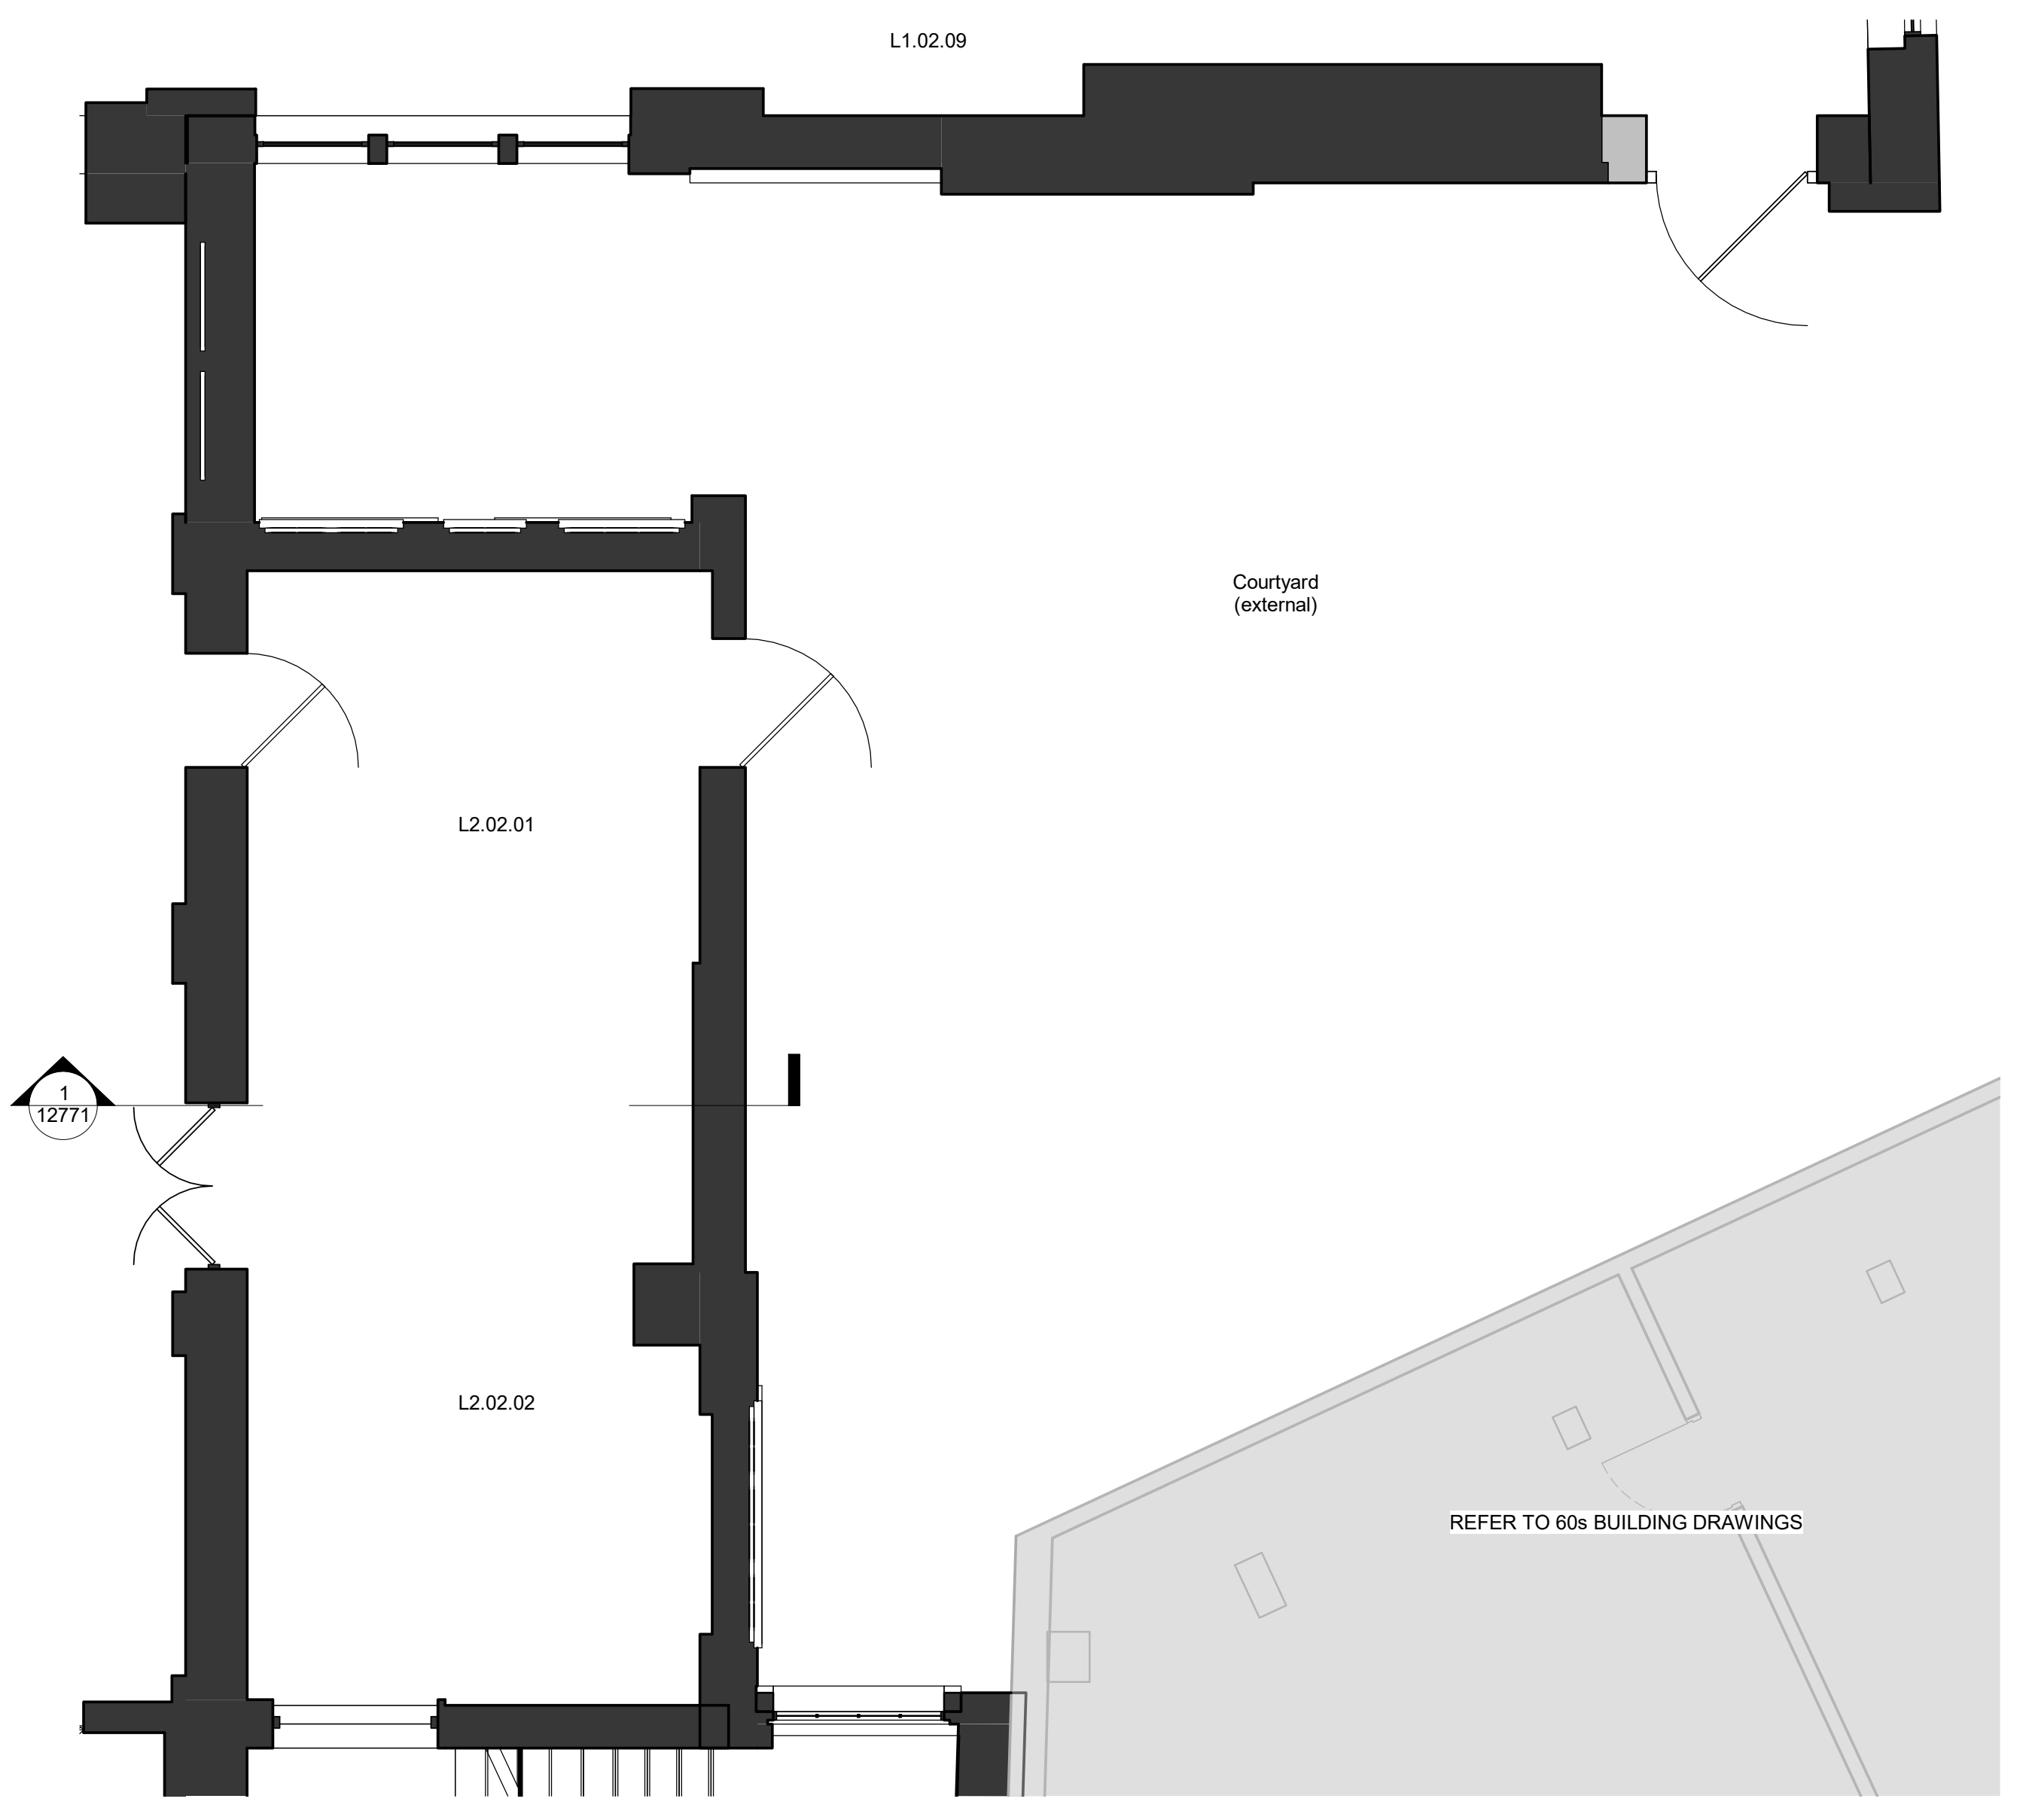 L1.02.09
Courtyard
(external)
L2.02.01
1
12771
L2.02.02
REFER TO 60s BUILDING DRAWINGS